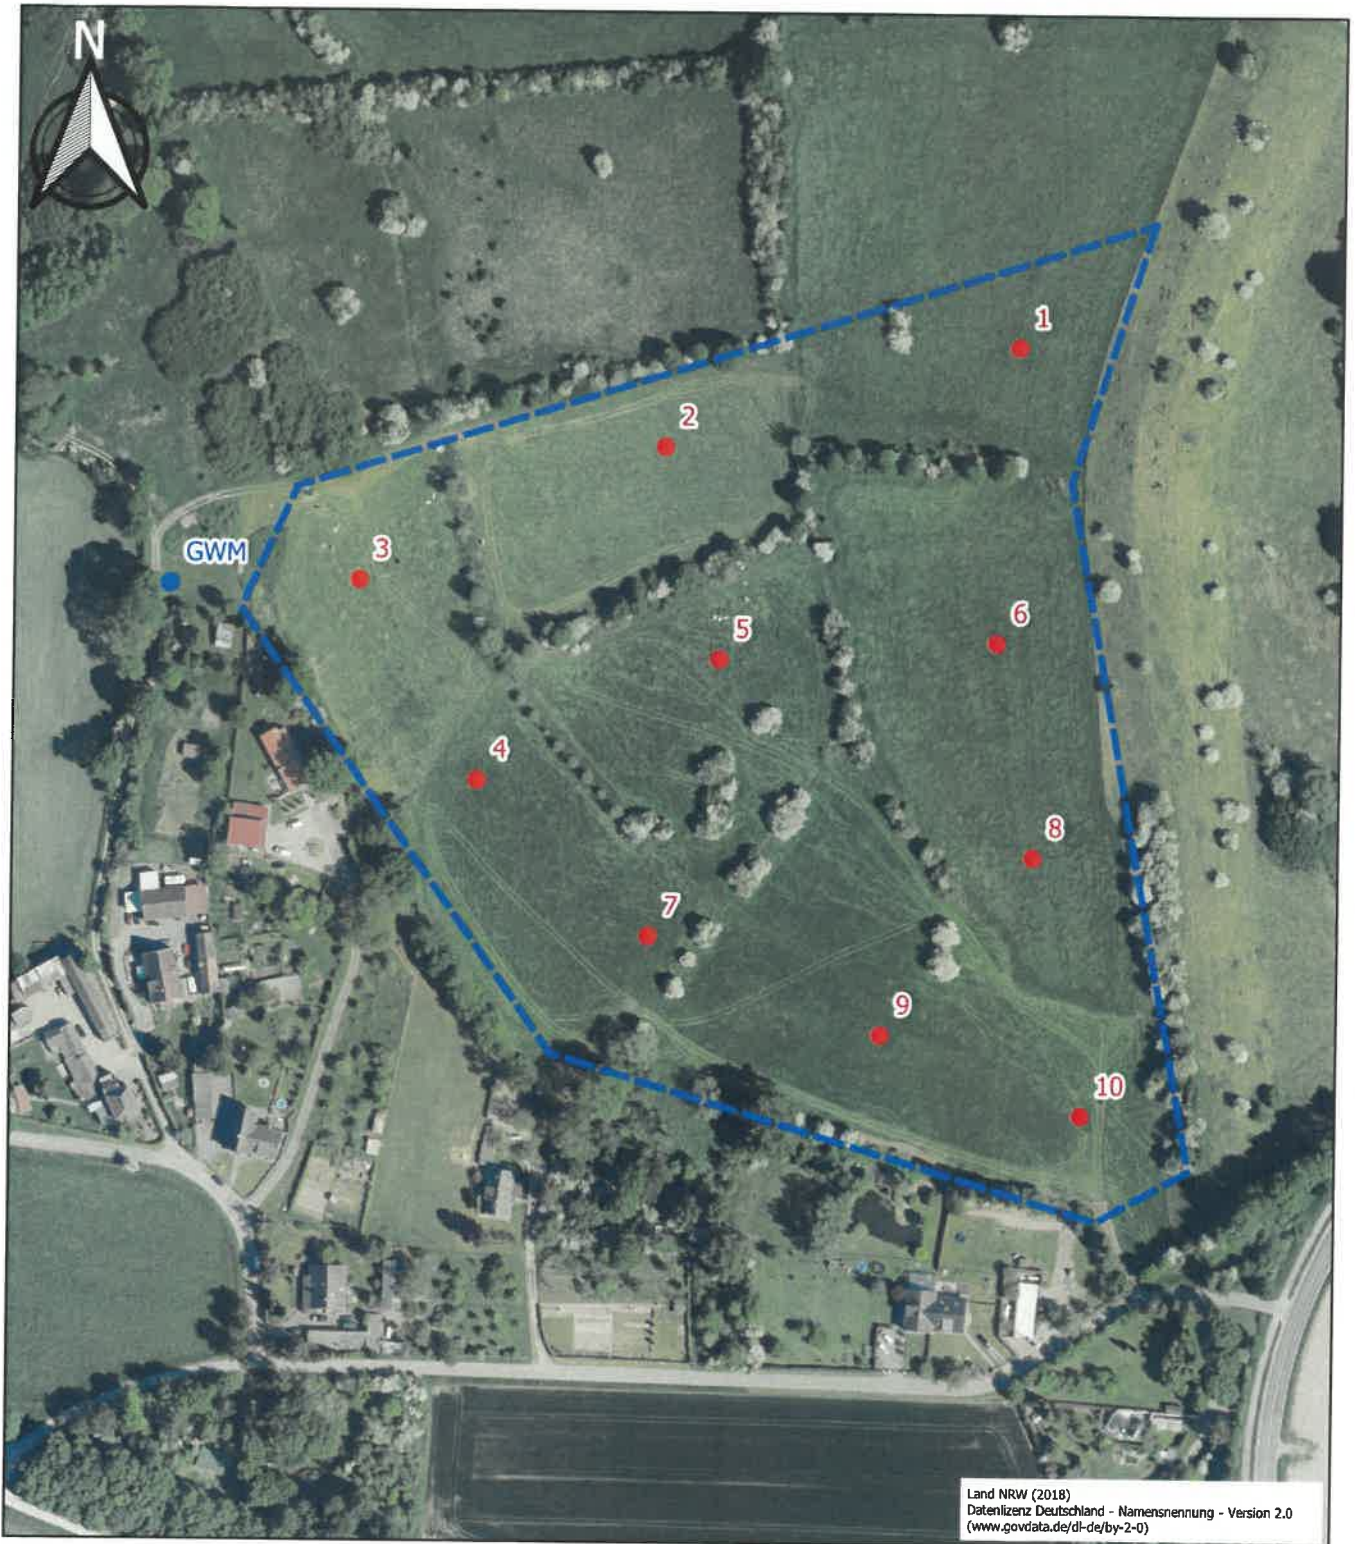 N
1
2
3
GWM
6
5
4
8
7
9
10
Land NRW (2018)
Datenlizenz Deutschland - Namensnennung - Version 2.0
(www.govdata.de/dl-de/by-2-0)